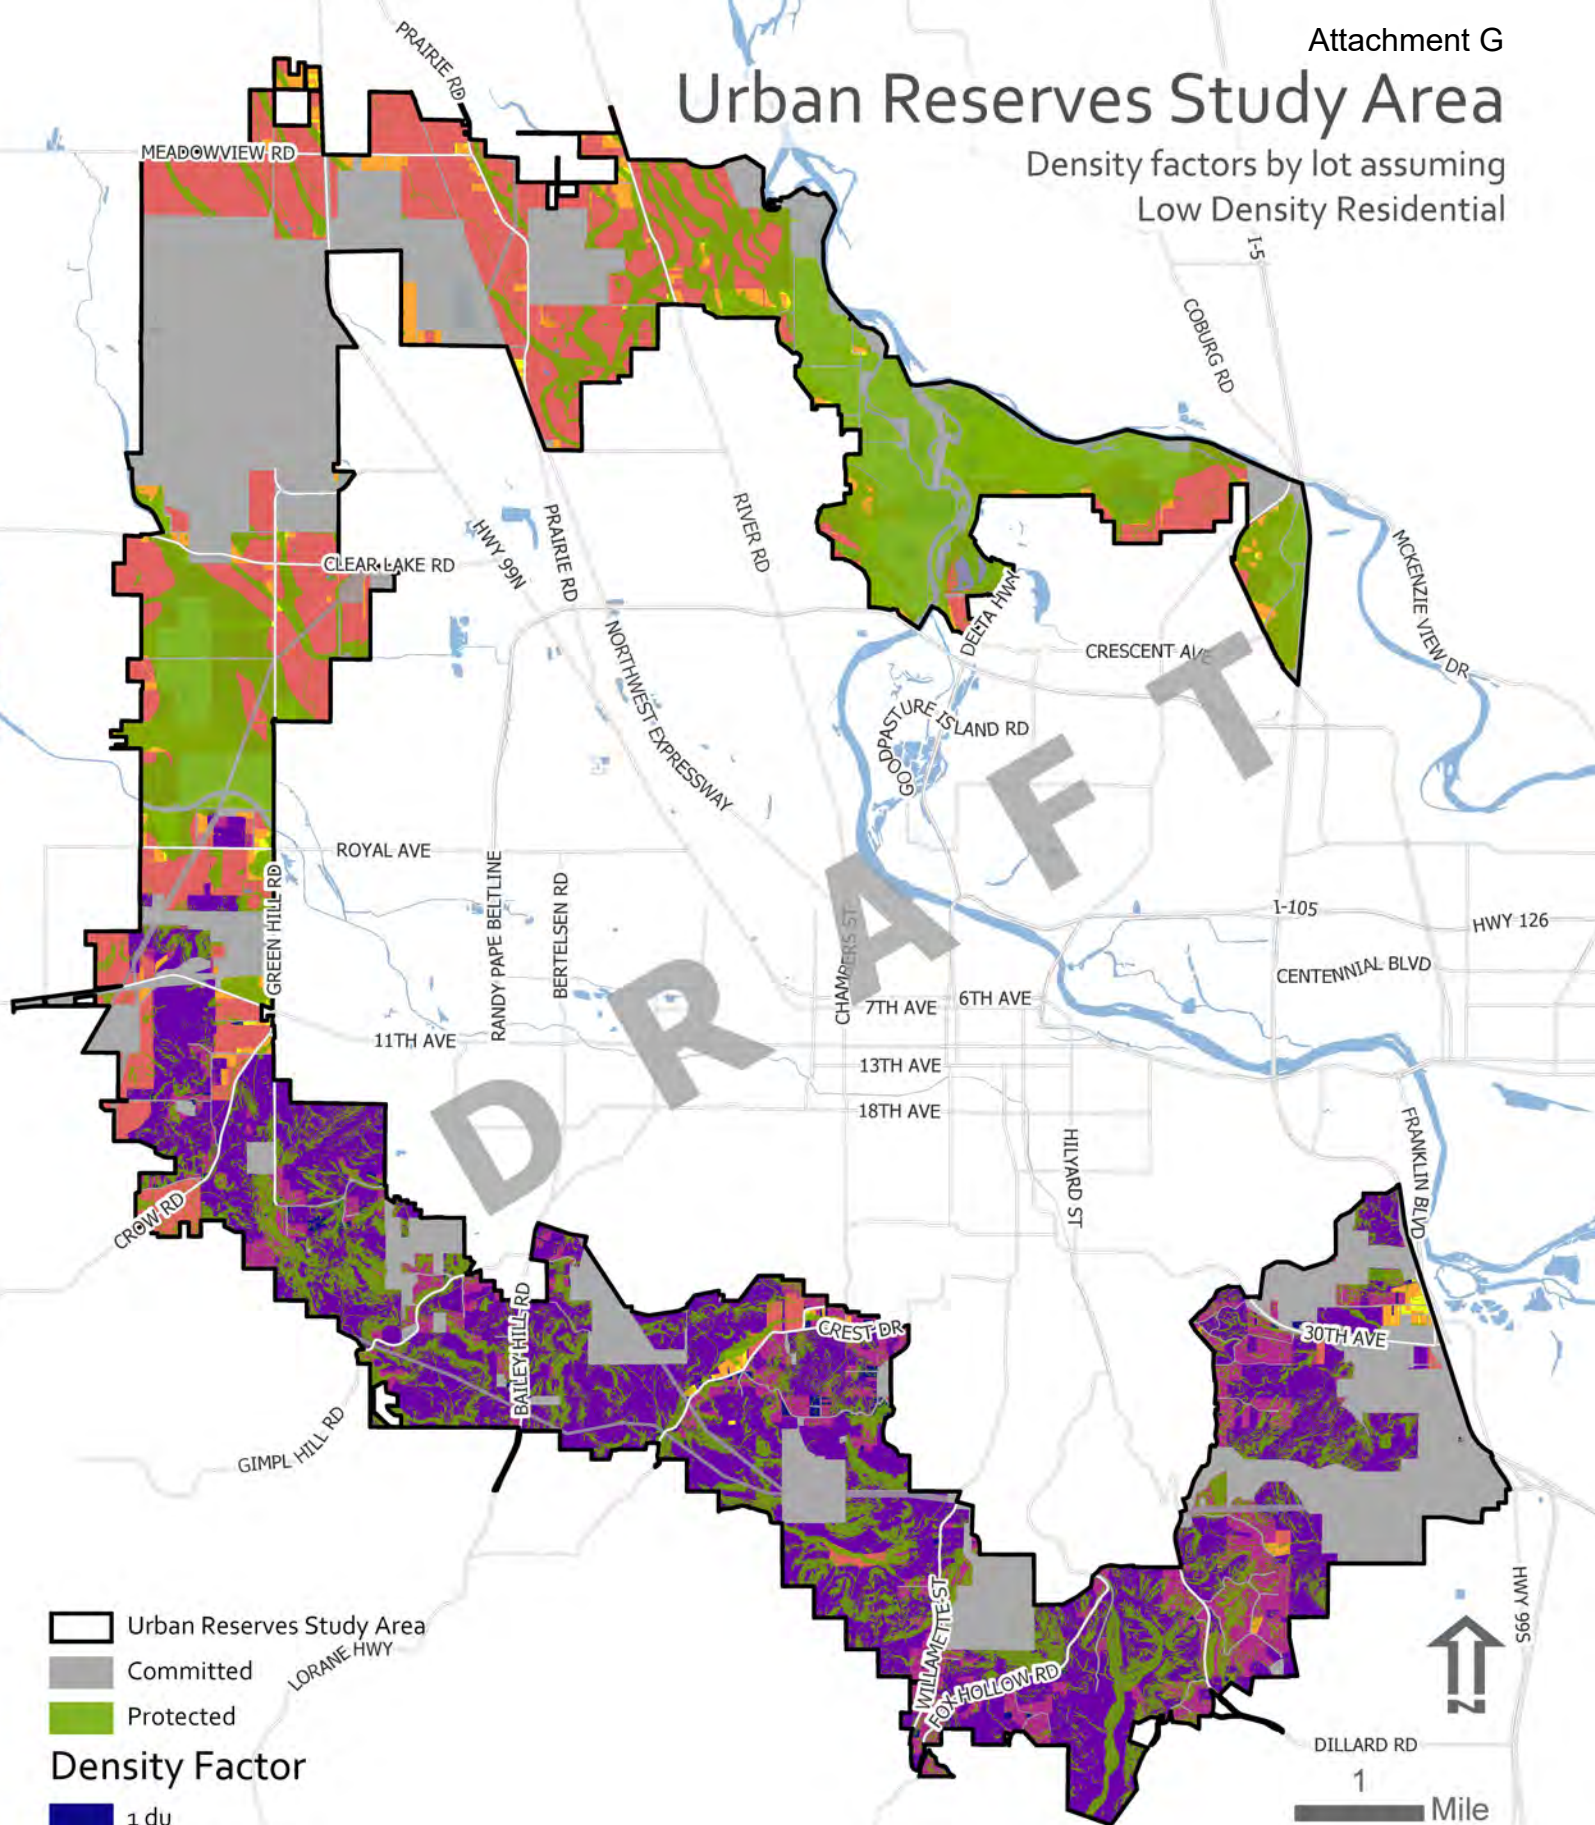 Attachment G
Urban Reserves Study Area
Density factors by lot assuming
Low Density Residential
PRAIRIE RD
MEADOWVIEW RD
I-5
COBURG RD
CLEAR LAKE RD
HWY 99N
PRAIRIE RD
RIVER RD
MCKENZIE VIEW DR
NORTHWEST EXPRESSWAY
DELTA HWY
CRESCENT AVE
GOODPASTURE ISLAND RD
ROYAL AVE
GREEN HILL RD
RANDY PAPE BELTLINE
BERTELSEN RD
CHAMBERS ST
I-105
HWY 126
CENTENNIAL BLVD
7TH AVE
6TH AVE
11TH AVE
13TH AVE
18TH AVE
HILYARD ST
FRANKLIN BLVD
DRAFT
CROW RD
BAILEY HILL RD
CREST DR
30TH AVE
GIMPL HILL RD
LORANE HWY
WILLAMETTE ST
FOX HOLLOW RD
HWY 99S
DILLARD RD
N
1
Mile
Urban Reserves Study Area
Committed
Protected
Density Factor
1 du